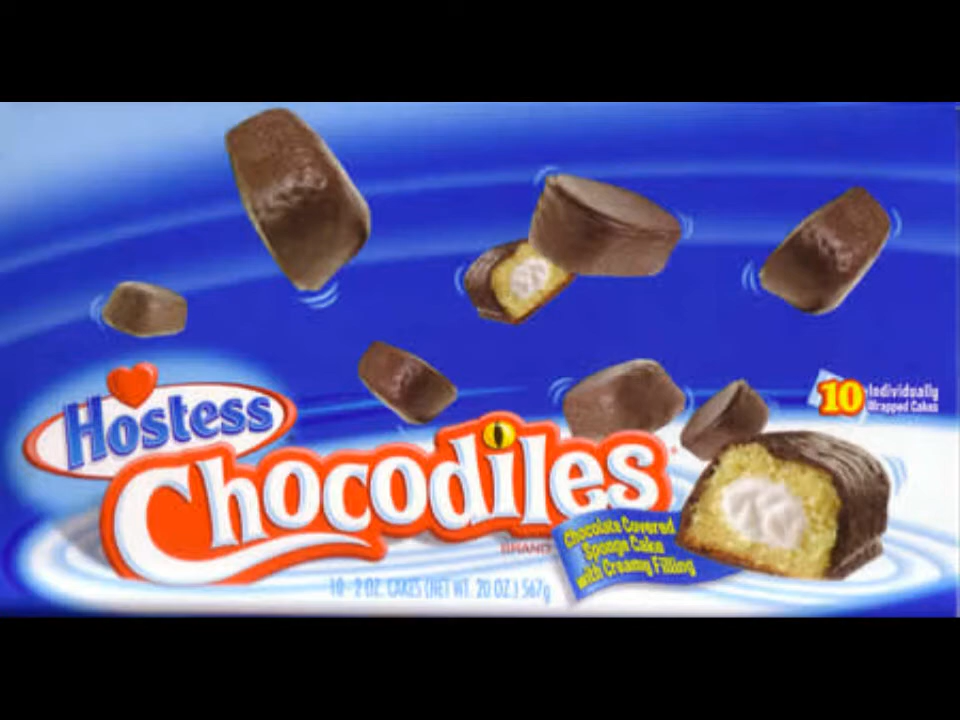 10 Individually
Wrapped Cakes
Hostess
Chocodiles
Chocolate Covered
Sponge Cake
with Creamy Filling
BRAND
10 - 2 OZ. CAKES (NET WT. 20 OZ.) 567g